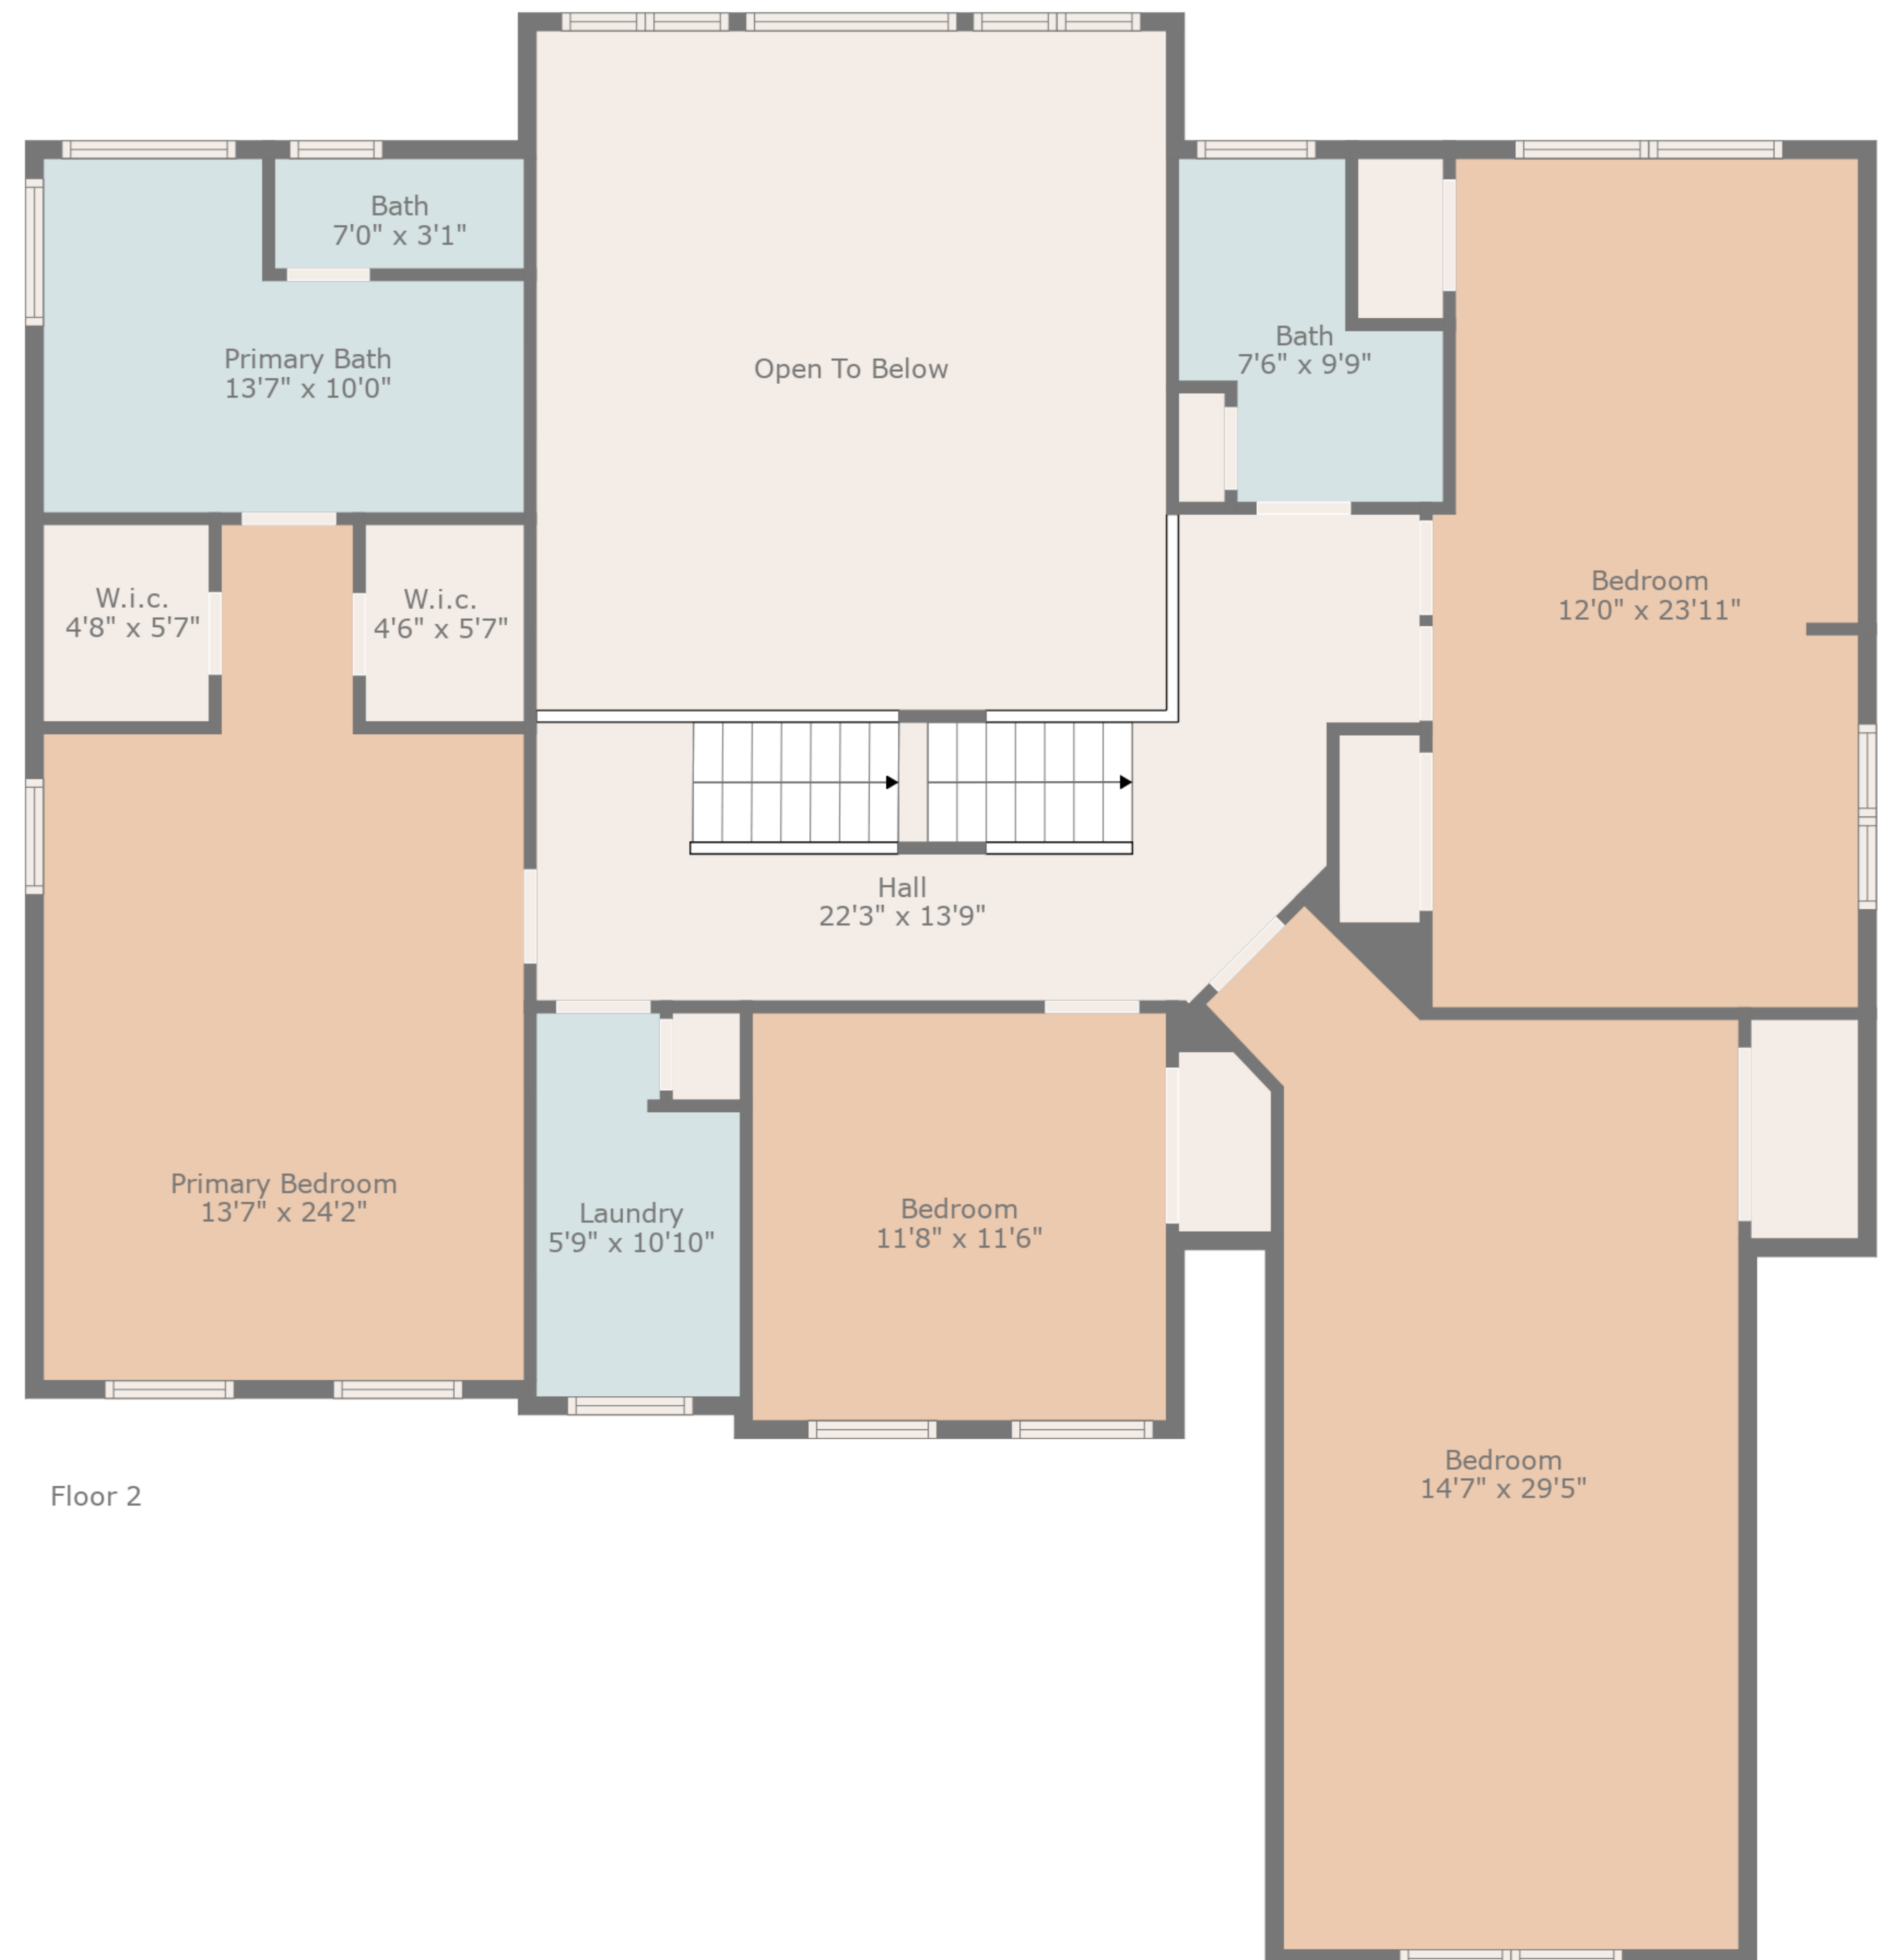 Bath
7'0" x 3'1"
Primary Bath
13'7" x 10'0"
Open To Below
Bath
7'6" x 9'9"
W.i.c.
4'8" x 5'7"
W.i.c.
4'6" x 5'7"
Bedroom
12'0" x 23'11"
Hall
22'3" x 13'9"
Primary Bedroom
13'7" x 24'2"
Laundry
5'9" x 10'10"
Bedroom
11'8" x 11'6"
Bedroom
14'7" x 29'5"
Floor 2